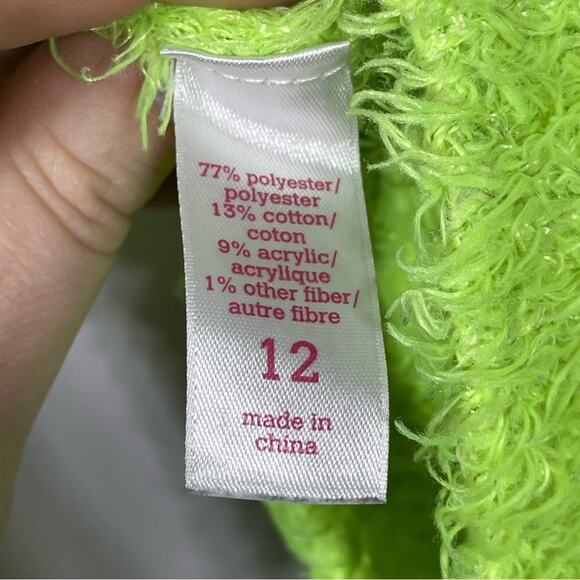 77% polyester/
polyester
13% cotton/
coton
9% acrylic/
acrylique
1% other fiber/
autre fibre
12
made in
china